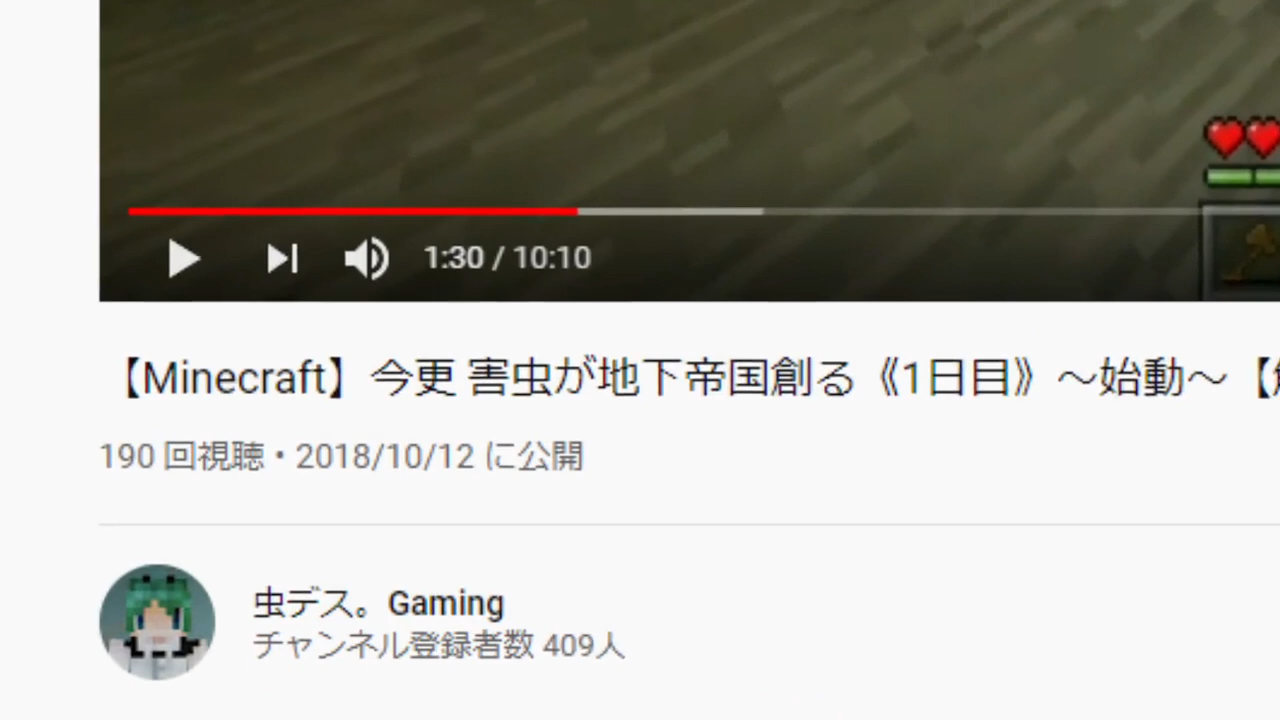 1:30 / 10:10
【Minecraft】今更 害虫が地下帝国創る《1日目》～始動～【
190 回視聴・2018/10/12 に公開
虫デス。Gaming
チャンネル登録者数 409人